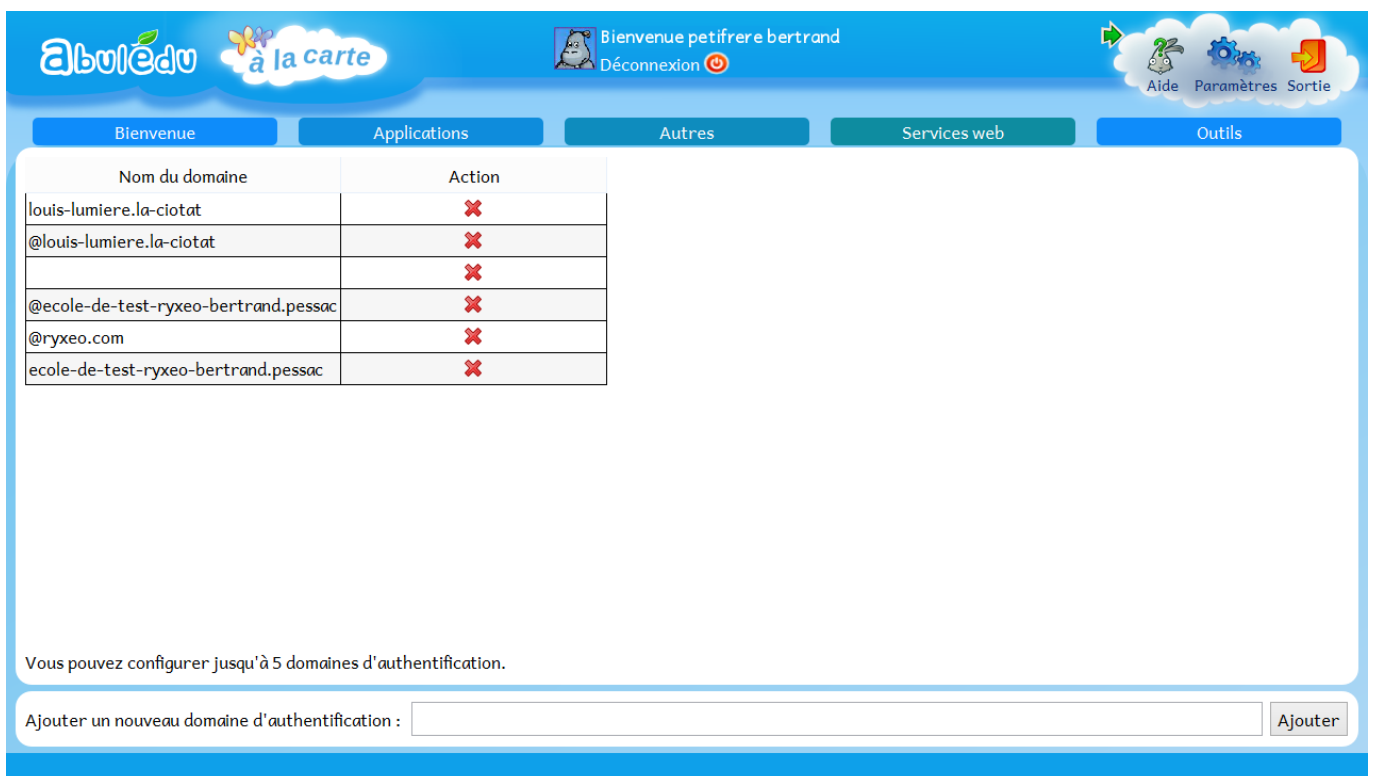 abulédu à la carte
Bienvenue petifrere bertrand
Déconnexion
Aide Paramètres Sortie
Bienvenue Applications Autres Services web Outils
Nom du domaine Action
louis-lumiere.la-ciotat
@louis-lumiere.la-ciotat
@ecole-de-test-ryxeo-bertrand.pessac
@ryxeo.com
ecole-de-test-ryxeo-bertrand.pessac
Vous pouvez configurer jusqu'à 5 domaines d'authentification.
Ajouter un nouveau domaine d'authentification : Ajouter